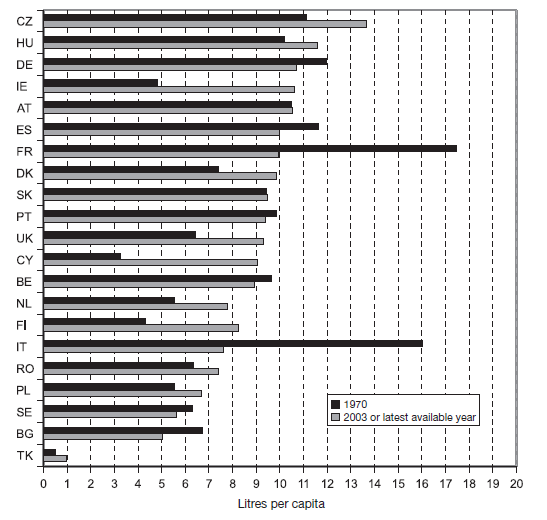 CZ
HU
DE
IE
AT
ES
FR
DK
SK
PT
UK
CY
BE
NL
FI
IT
RO
PL
SE
BG
TK
1970
2003 or latest available year
0 1 2 3 4 5 6 7 8 9 10 11 12 13 14 15 16 17 18 19 20
Litres per capita